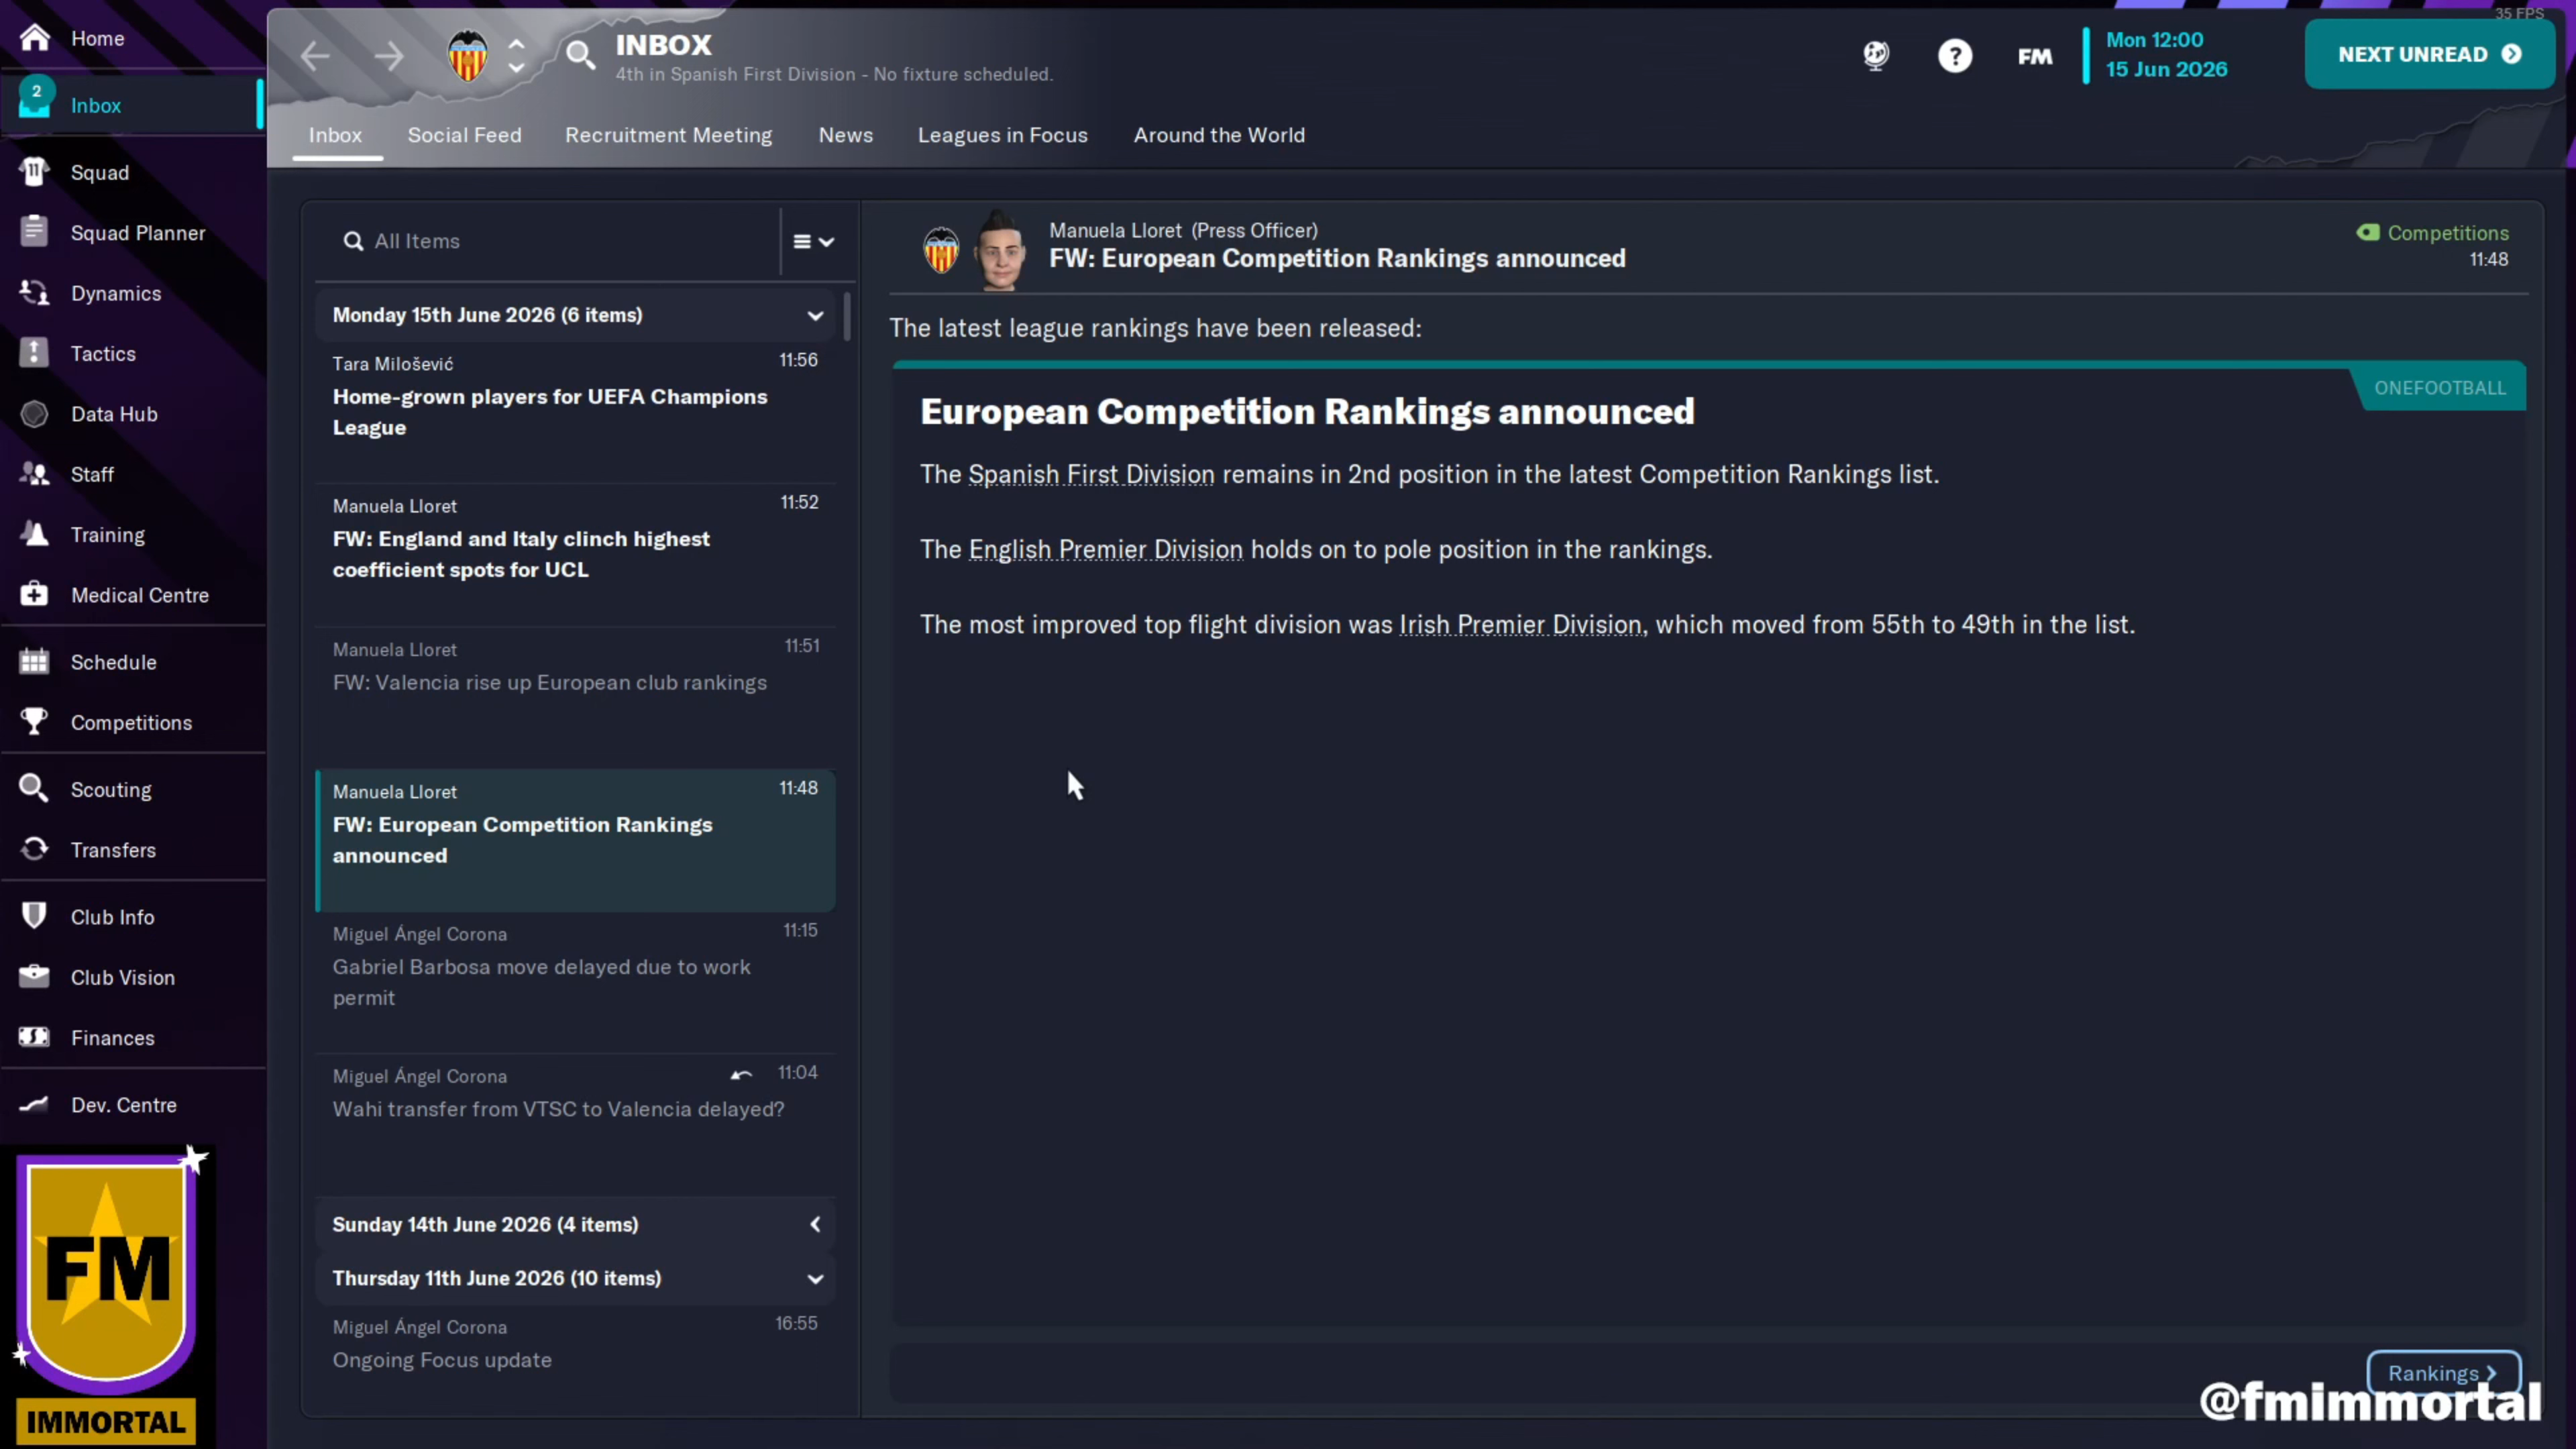 Home
2
Inbox
11
Squad
Squad Planner
Dynamics
Tactics
Data Hub
Staff
Training
Medical Centre
Schedule
Competitions
Scouting
Transfers
Club Info
Club Vision
Finances
Dev. Centre
FM
IMMORTAL
INBOX
4th in Spanish First Division - No fixture scheduled.
?
FM
Mon 12:00
15 Jun 2026
35 FPS
NEXT UNREAD
Inbox
Social Feed
Recruitment Meeting
News
Leagues in Focus
Around the World
All Items
Monday 15th June 2026 (6 items)
Tara Milošević
11:56
Home-grown players for UEFA Champions
League
Manuela Lloret
11:52
FW: England and Italy clinch highest
coefficient spots for UCL
Manuela Lloret
11:51
FW: Valencia rise up European club rankings
Manuela Lloret
11:48
FW: European Competition Rankings
announced
Miguel Ángel Corona
11:15
Gabriel Barbosa move delayed due to work
permit
Miguel Ángel Corona
11:04
Wahi transfer from VTSC to Valencia delayed?
Sunday 14th June 2026 (4 items)
Thursday 11th June 2026 (10 items)
Miguel Ángel Corona
16:55
Ongoing Focus update
Manuela Lloret (Press Officer)
FW: European Competition Rankings announced
Competitions
11:48
The latest league rankings have been released:
ONEFOOTBALL
European Competition Rankings announced
The Spanish First Division remains in 2nd position in the latest Competition Rankings list.
The English Premier Division holds on to pole position in the rankings.
The most improved top flight division was Irish Premier Division, which moved from 55th to 49th in the list.
Rankings
@fmimmortal